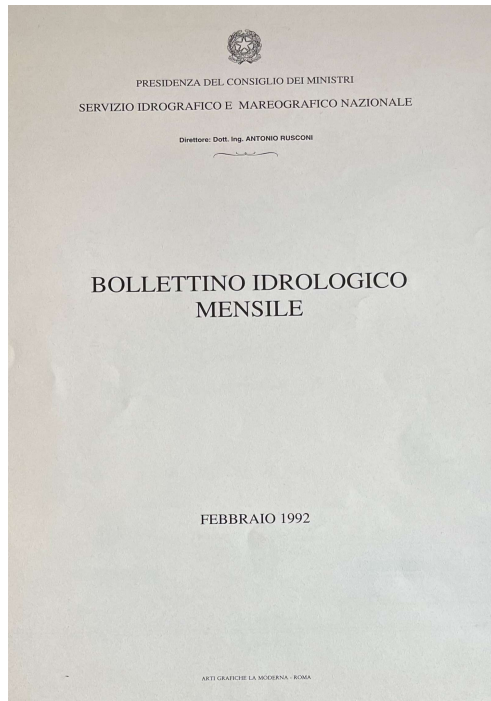 PRESIDENZA DEL CONSIGLIO DEI MINISTRI
SERVIZIO IDROGRAFICO E MAREOGRAFICO NAZIONALE
Direttore: Dott. Ing. ANTONIO RUSCONI
BOLLETTINO IDROLOGICO
MENSILE
FEBBRAIO 1992
ARTI GRAFICHE LA MODERNA - ROMA